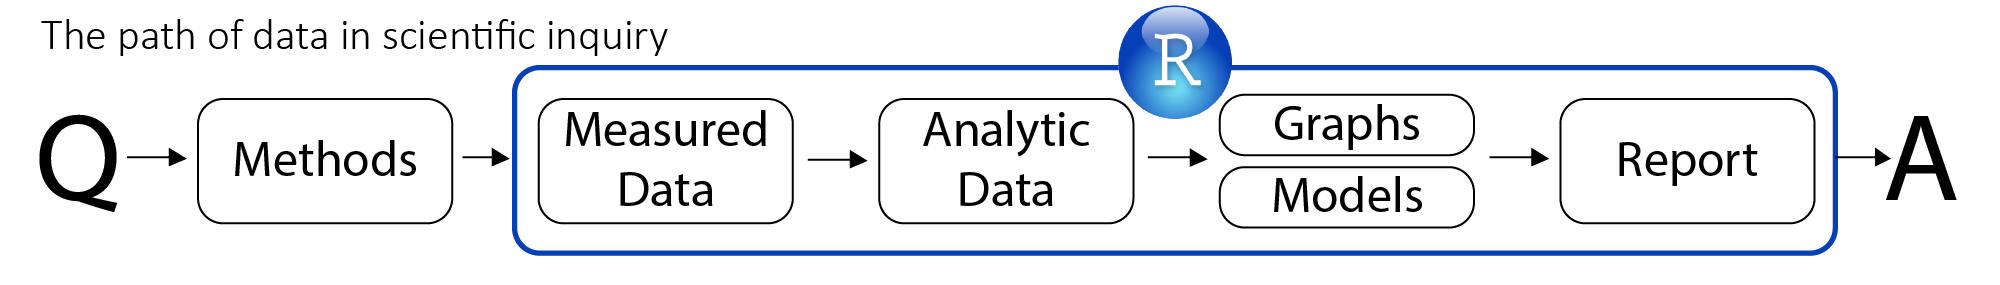 The path of data in scientific inquiry
R
Q
Methods
Measured
Data
Analytic
Data
Graphs
Models
Report
A